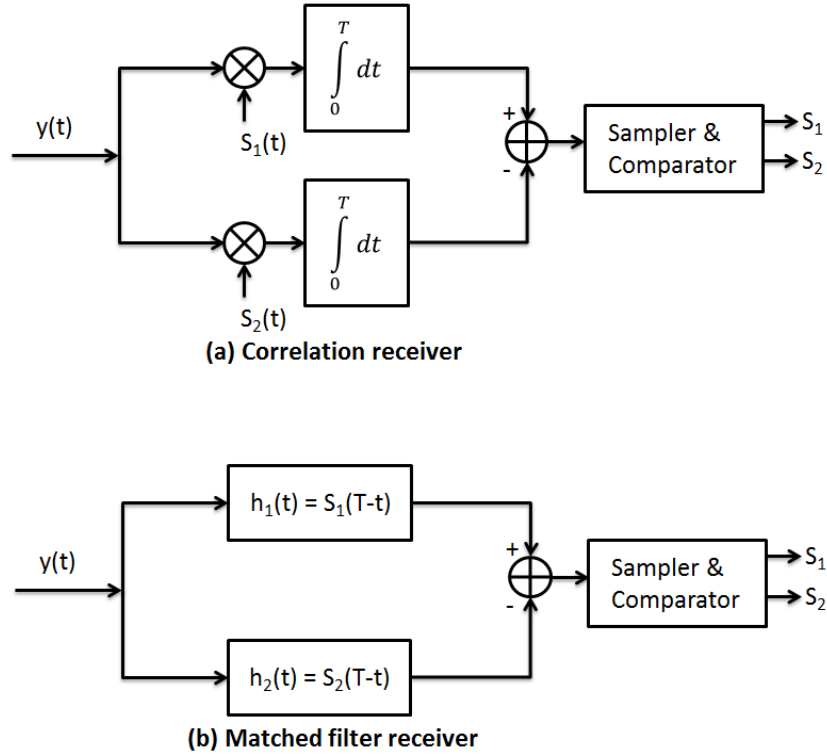 y(t)
S₁(t)
T
∫ dt
0
S₂(t)
T
∫ dt
0
+
-
Sampler &
Comparator
S₁
S₂
(a) Correlation receiver
y(t)
h₁(t) = S₁(T-t)
h₂(t) = S₂(T-t)
+
-
Sampler &
Comparator
S₁
S₂
(b) Matched filter receiver